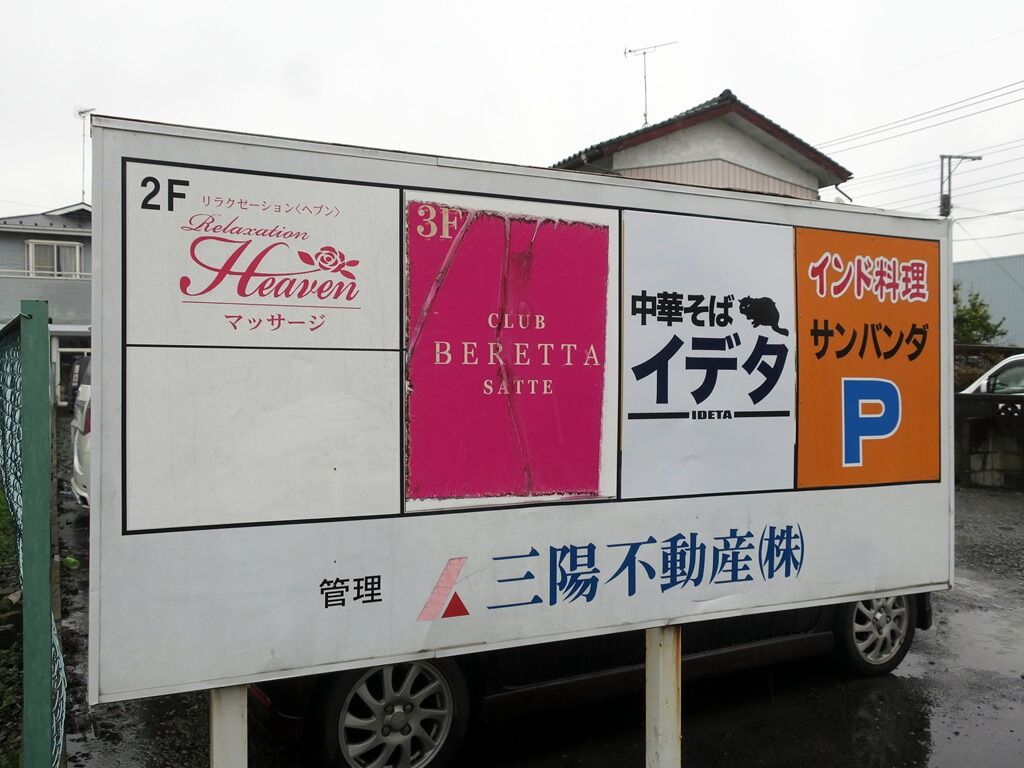 2F
リラクゼーション〈ヘブン〉
Relaxation
Heaven
マッサージ
3F
CLUB
BERETTA
SATTE
中華そば
イデタ
IDETA
インド料理
サンバンダ
P
管理 三陽不動産㈱